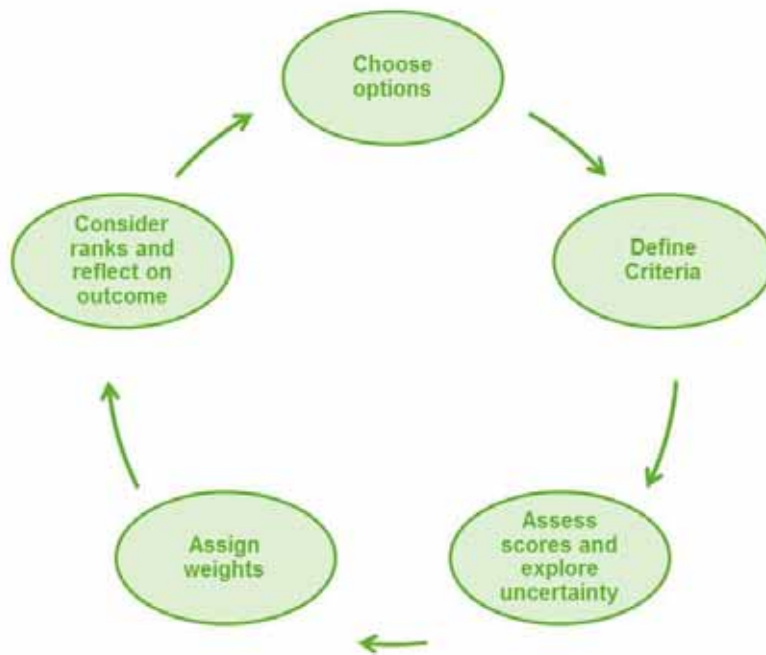 Choose
options
Define
Criteria
Assess
scores and
explore
uncertainty
Assign
weights
Consider
ranks and
reflect on
outcome